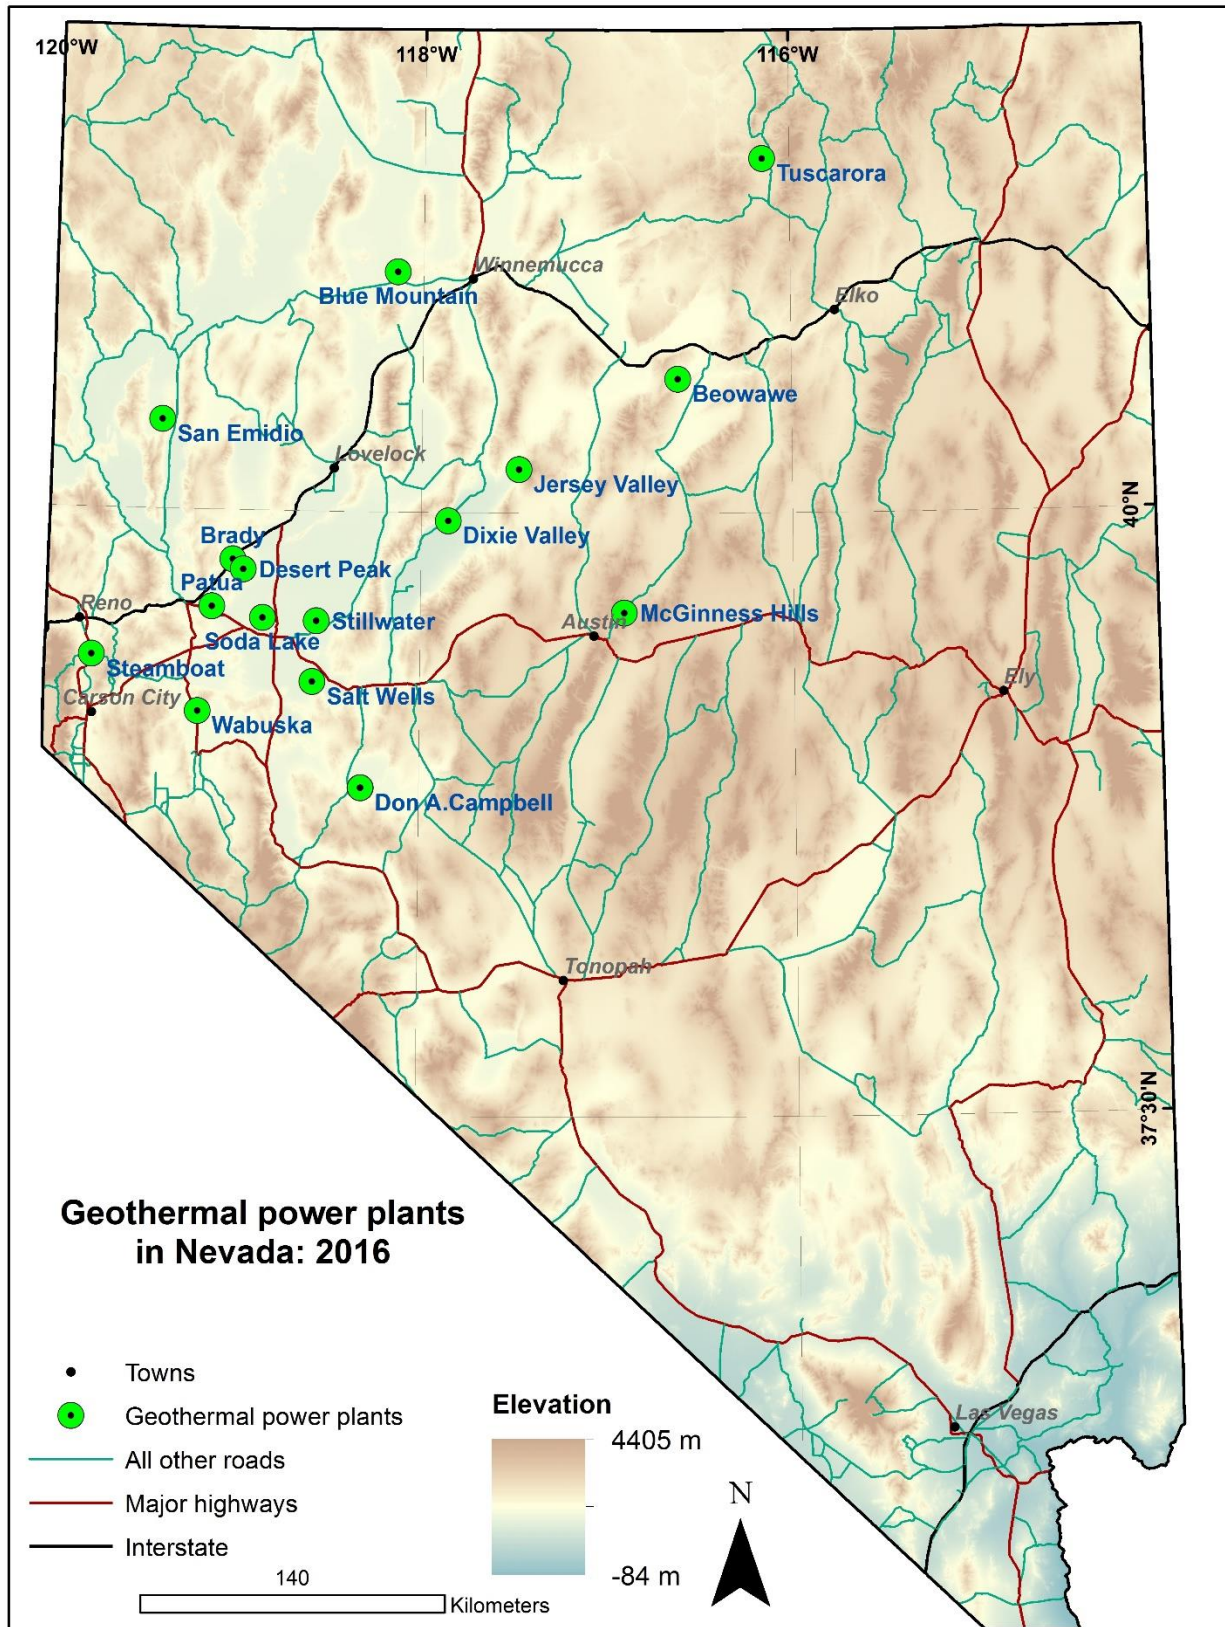 120°W
118°W
116°W
Tuscarora
Winnemucca
Blue Mountain
Elko
Beowawe
San Emidio
Lovelock
Jersey Valley
40°N
Dixie Valley
Brady
Desert Peak
Patua
Reno
Stillwater
Soda Lake
Austin
McGinness Hills
Steamboat
Ely
Carson City
Salt Wells
Wabuska
Don A.Campbell
Tonopah
37°30'N
Geothermal power plants
in Nevada: 2016
Towns
Geothermal power plants
All other roads
Major highways
Interstate
140
Kilometers
Elevation
4405 m
-84 m
N
Las Vegas